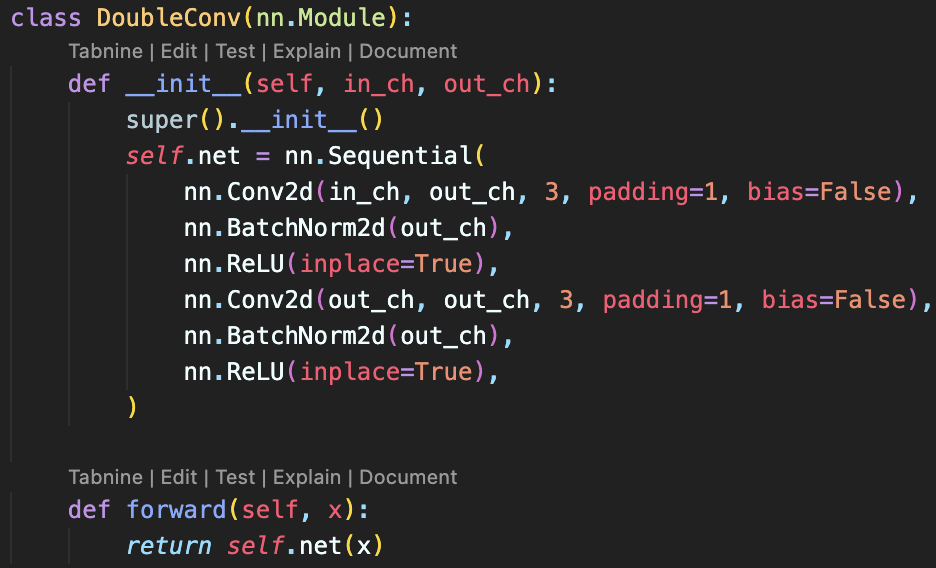 class DoubleConv(nn.Module):
Tabnine | Edit | Test | Explain | Document
def __init__(self, in_ch, out_ch):
super().__init__()
self.net = nn.Sequential(
nn.Conv2d(in_ch, out_ch, 3, padding=1, bias=False),
nn.BatchNorm2d(out_ch),
nn.ReLU(inplace=True),
nn.Conv2d(out_ch, out_ch, 3, padding=1, bias=False),
nn.BatchNorm2d(out_ch),
nn.ReLU(inplace=True),
)
Tabnine | Edit | Test | Explain | Document
def forward(self, x):
return self.net(x)